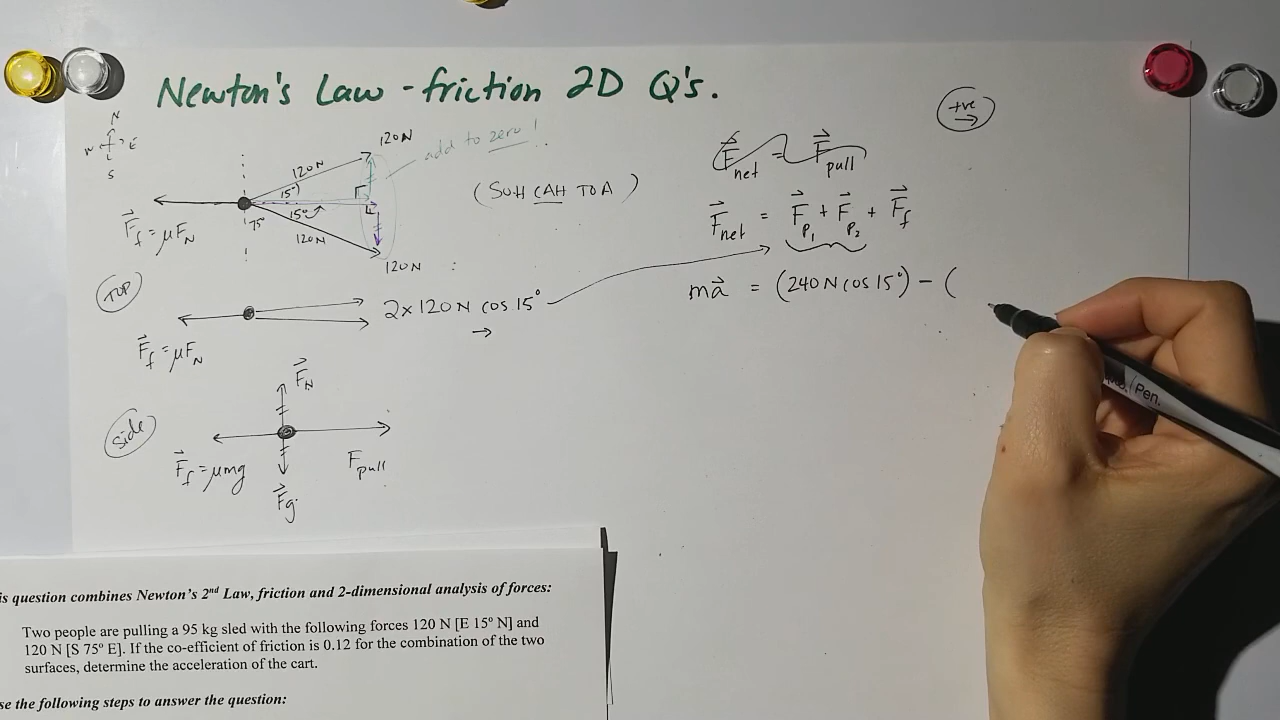 Newton's Law - friction 2D Q's.
+ve
N
W E
S
120N
120N
add to zero!
15°
15°
75°
120N
120N
F_f = μF_N
(SOH CAH TOA)
F_net = F_pull
F_net = F_p1 + F_p2 + F_f
ma = (240N cos 15°) - (
TOP
2x120N cos 15°
F_f = μF_N
Side
F_N
F_f = μmg
F_pull
F_g
is question combines Newton's 2nd Law, friction and 2-dimensional analysis of forces:
Two people are pulling a 95 kg sled with the following forces 120 N [E 15° N] and
120 N [S 75° E]. If the co-efficient of friction is 0.12 for the combination of the two
surfaces, determine the acceleration of the cart.
se the following steps to answer the question:
Pen.